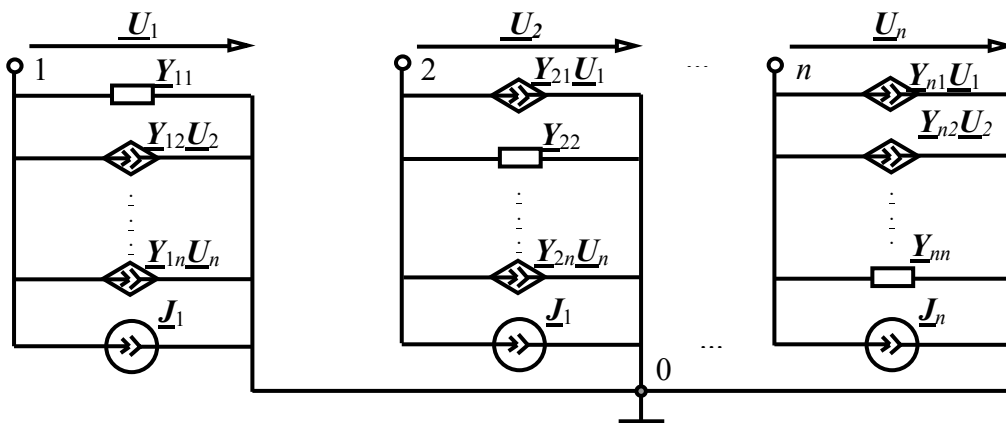 U1 U2 Un
1 Y11 2 Y21U1 ... n Yn1U1
Y12U2 Y22 Yn2U2
Y1nUn Y2nUn Ynn
J1 J1 ... Jn
0